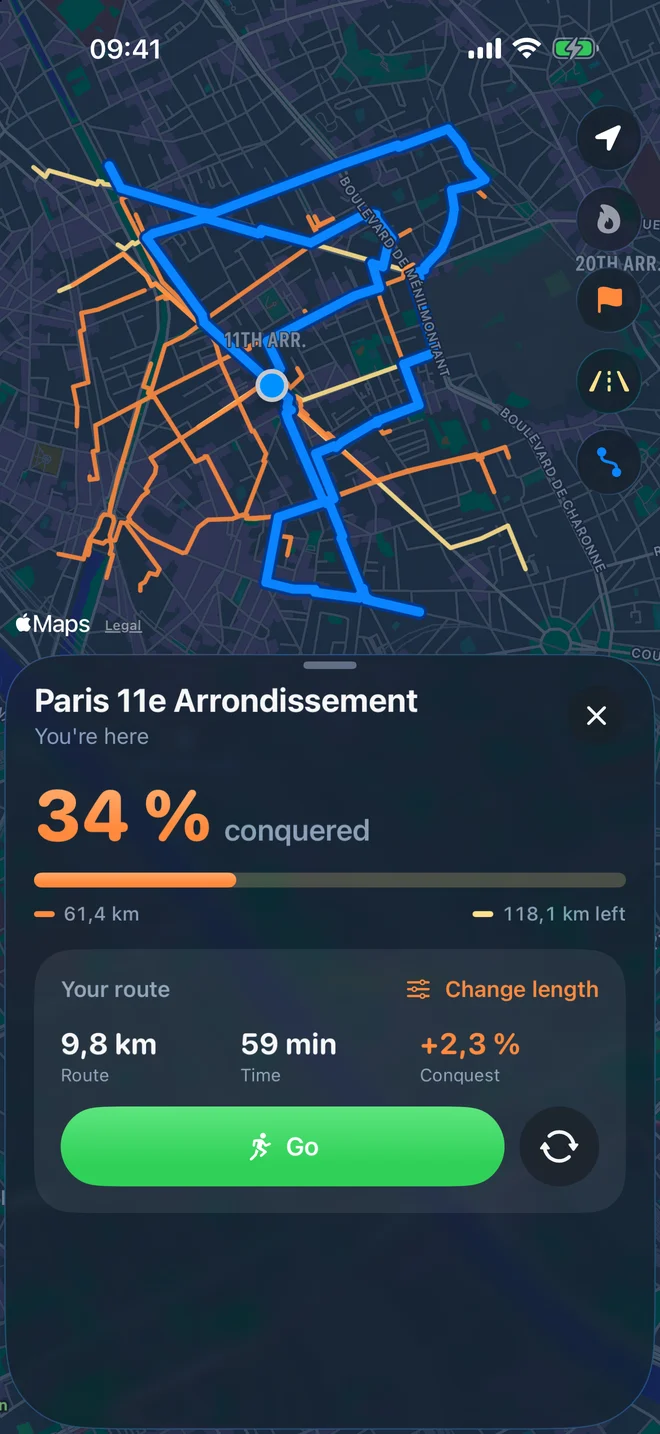 09:41
BOULEVARD DE MÉNILMONTANT
20TH ARR.
11TH ARR.
BOULEVARD DE CHARONNE
Maps Legal
COU
Paris 11e Arrondissement
You're here
34 % conquered
61,4 km 118,1 km left
Your route Change length
9,8 km 59 min +2,3 %
Route Time Conquest
Go